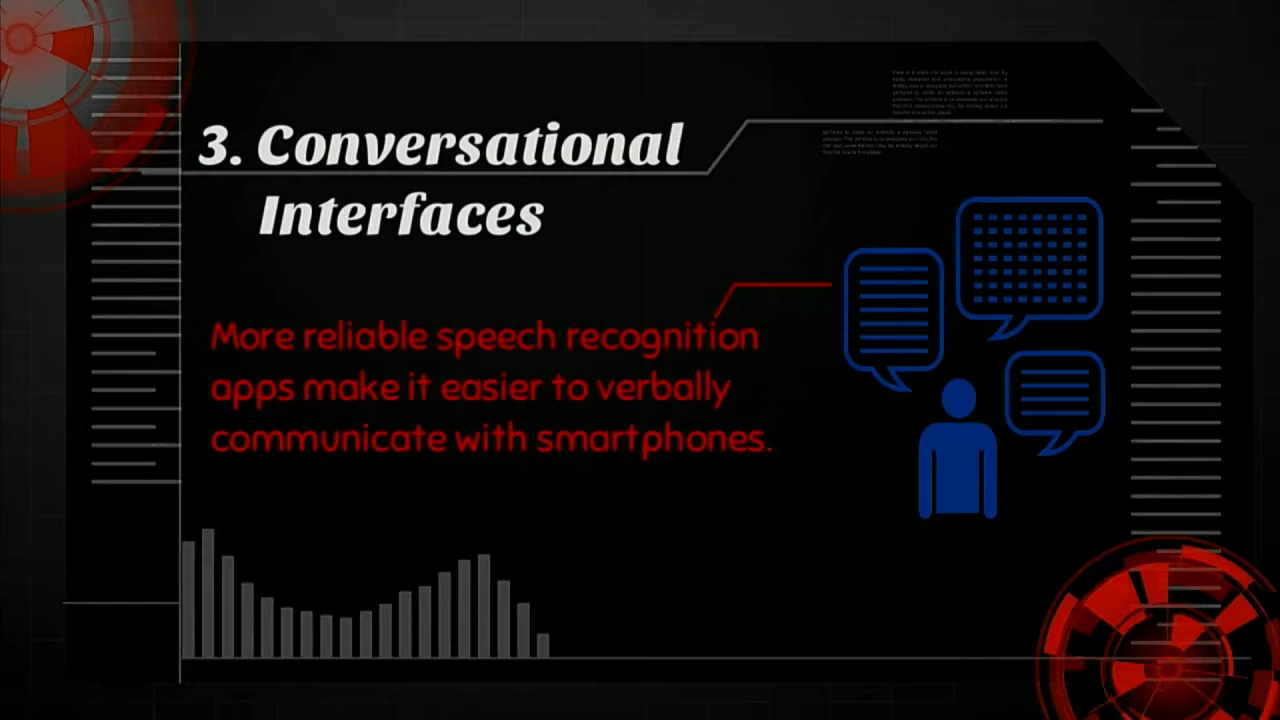 3. Conversational
Interfaces
More reliable speech recognition
apps make it easier to verbally
communicate with smartphones.